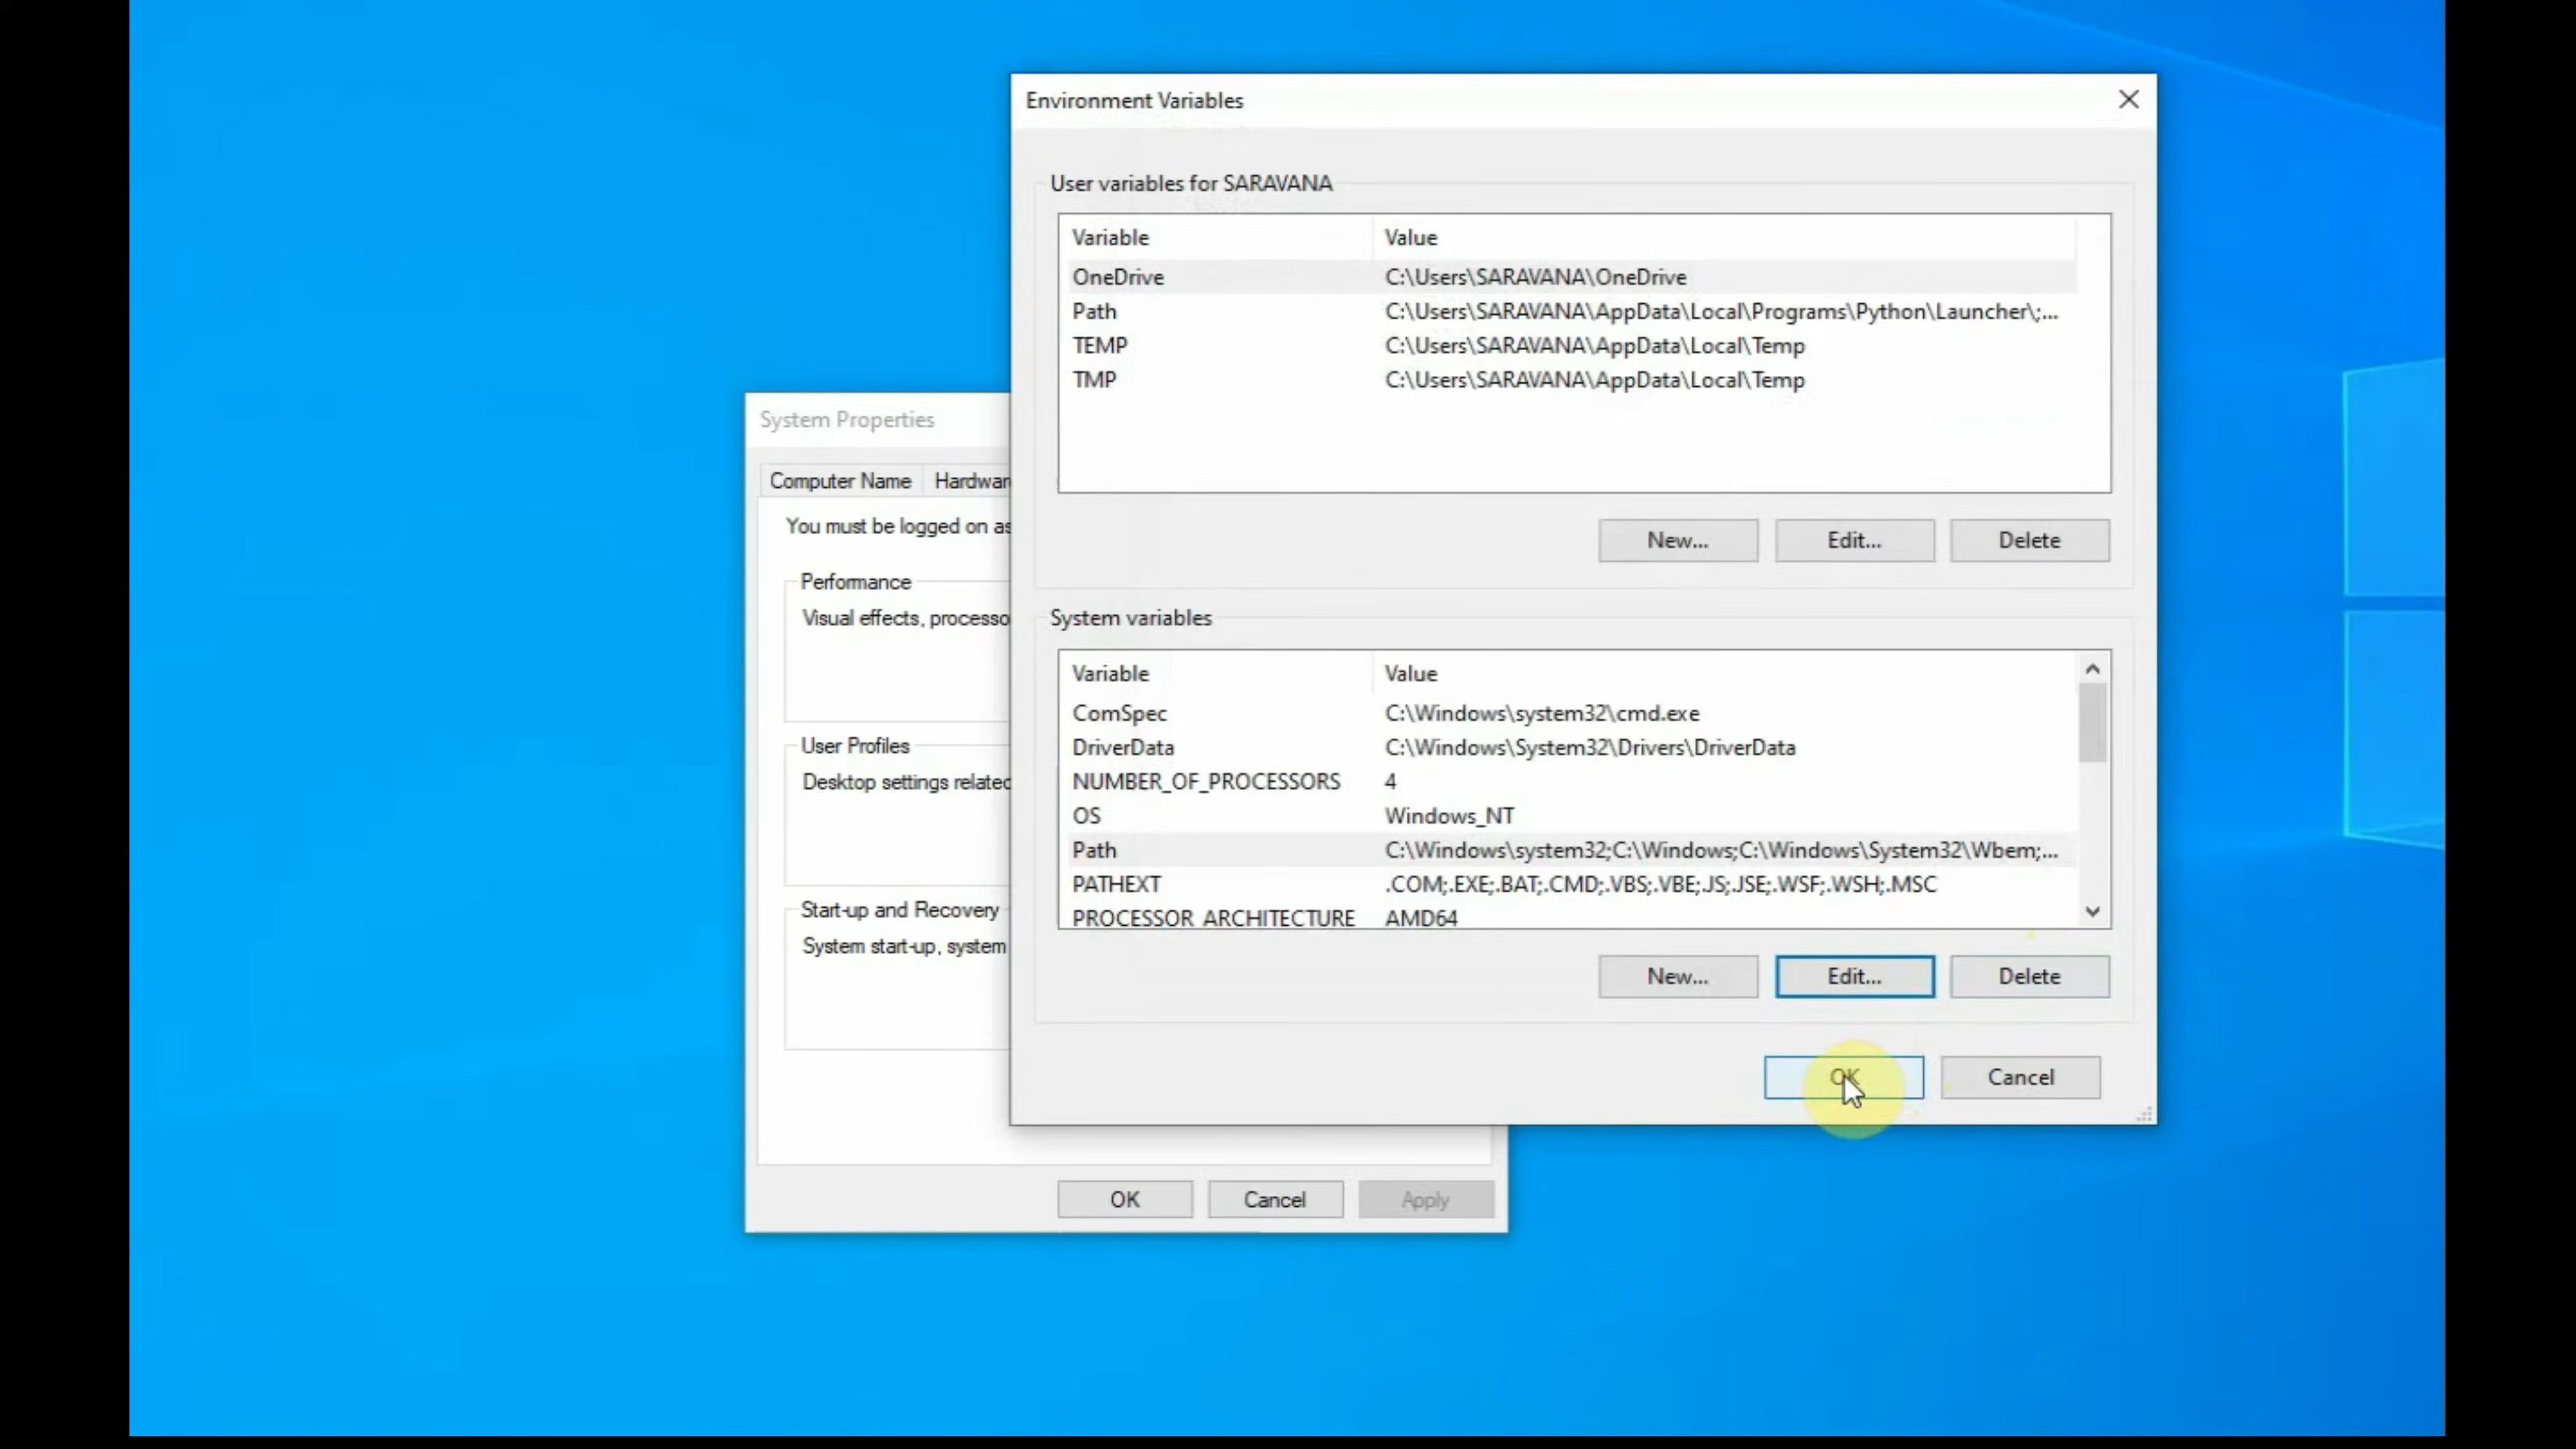 Environment Variables
User variables for SARAVANA
Variable Value
OneDrive C:\Users\SARAVANA\OneDrive
Path C:\Users\SARAVANA\AppData\Local\Programs\Python\Launcher\;...
TEMP C:\Users\SARAVANA\AppData\Local\Temp
TMP C:\Users\SARAVANA\AppData\Local\Temp
New... Edit... Delete
System variables
Variable Value
ComSpec C:\Windows\system32\cmd.exe
DriverData C:\Windows\System32\Drivers\DriverData
NUMBER_OF_PROCESSORS 4
OS Windows_NT
Path C:\Windows\system32;C:\Windows;C:\Windows\System32\Wbem;...
PATHEXT .COM;.EXE;.BAT;.CMD;.VBS;.VBE;.JS;.JSE;.WSF;.WSH;.MSC
PROCESSOR_ARCHITECTURE AMD64
New... Edit... Delete
OK Cancel
System Properties
Computer Name Hardwar
You must be logged on as
Performance
Visual effects, processo
User Profiles
Desktop settings related
Start-up and Recovery
System start-up, system
OK Cancel Apply